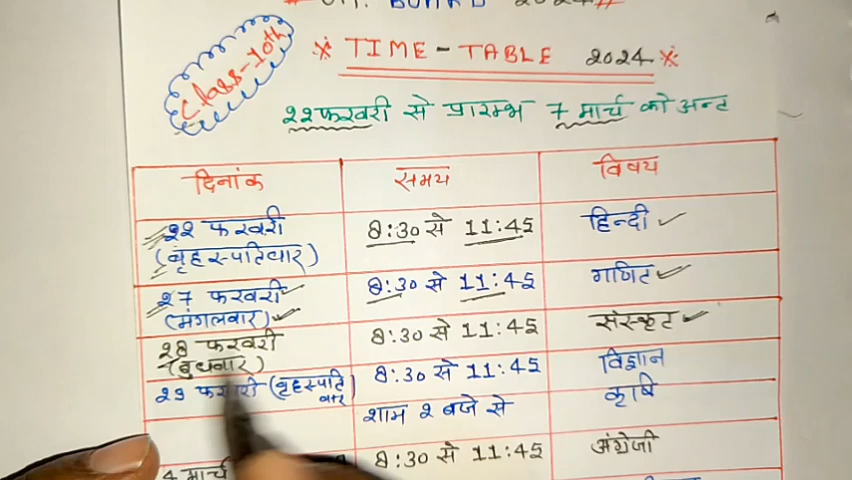 BOARD 2024#
Class-10th
※ TIME-TABLE 2024 ※
22 फरवरी से प्रारम्भ 7 मार्च को अन्ट
दिनांक समय विषय
22 फरवरी 8:30 से 11:45 हिन्दी
(वृहस्पतिवार)
27 फरवरी 8:30 से 11:45 गणित
(मंगलवार)
28 फरवरी 8:30 से 11:45 संस्कृट
(बुधवार)
29 फरवरी (वृहस्पतिवार) 8:30 से 11:45 विज्ञान
शाम 2 बजे से कृषि
4 मार्च 8:30 से 11:45 अंग्रेजी